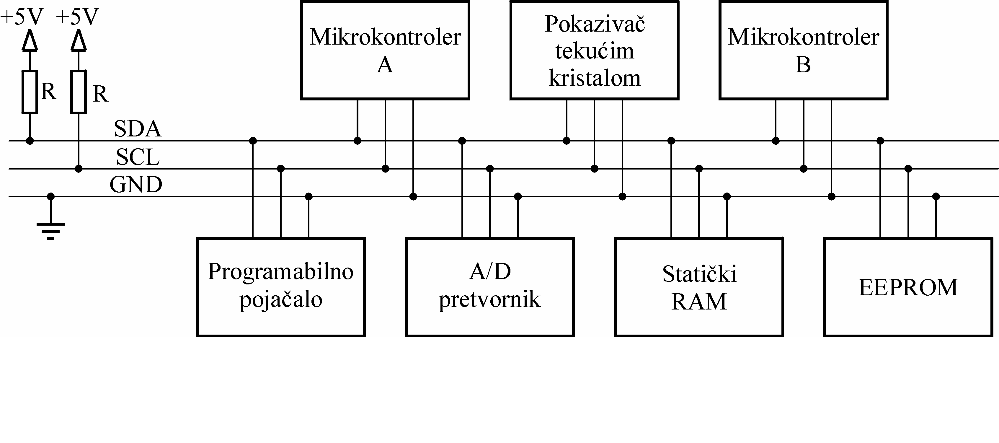 +5V +5V
R
R
Mikrokontroler
A
Pokazivač
tekućim
kristalom
Mikrokontroler
B
SDA
SCL
GND
Programabilno
pojačalo
A/D
pretvornik
Statički
RAM
EEPROM